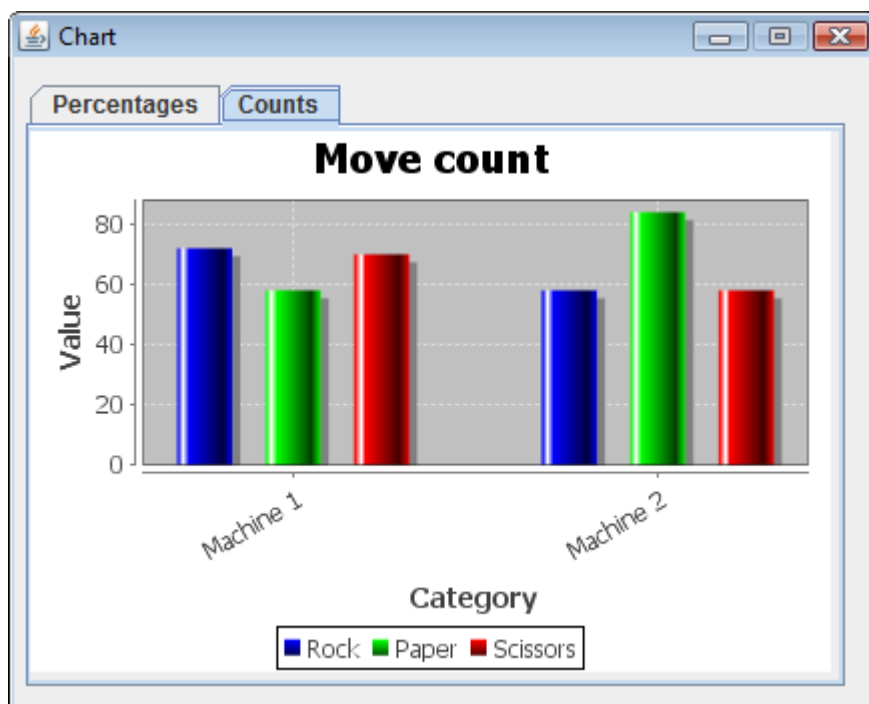 Chart
Percentages Counts
Move count
Value
80
60
40
20
0
Machine 1 Machine 2
Category
Rock Paper Scissors